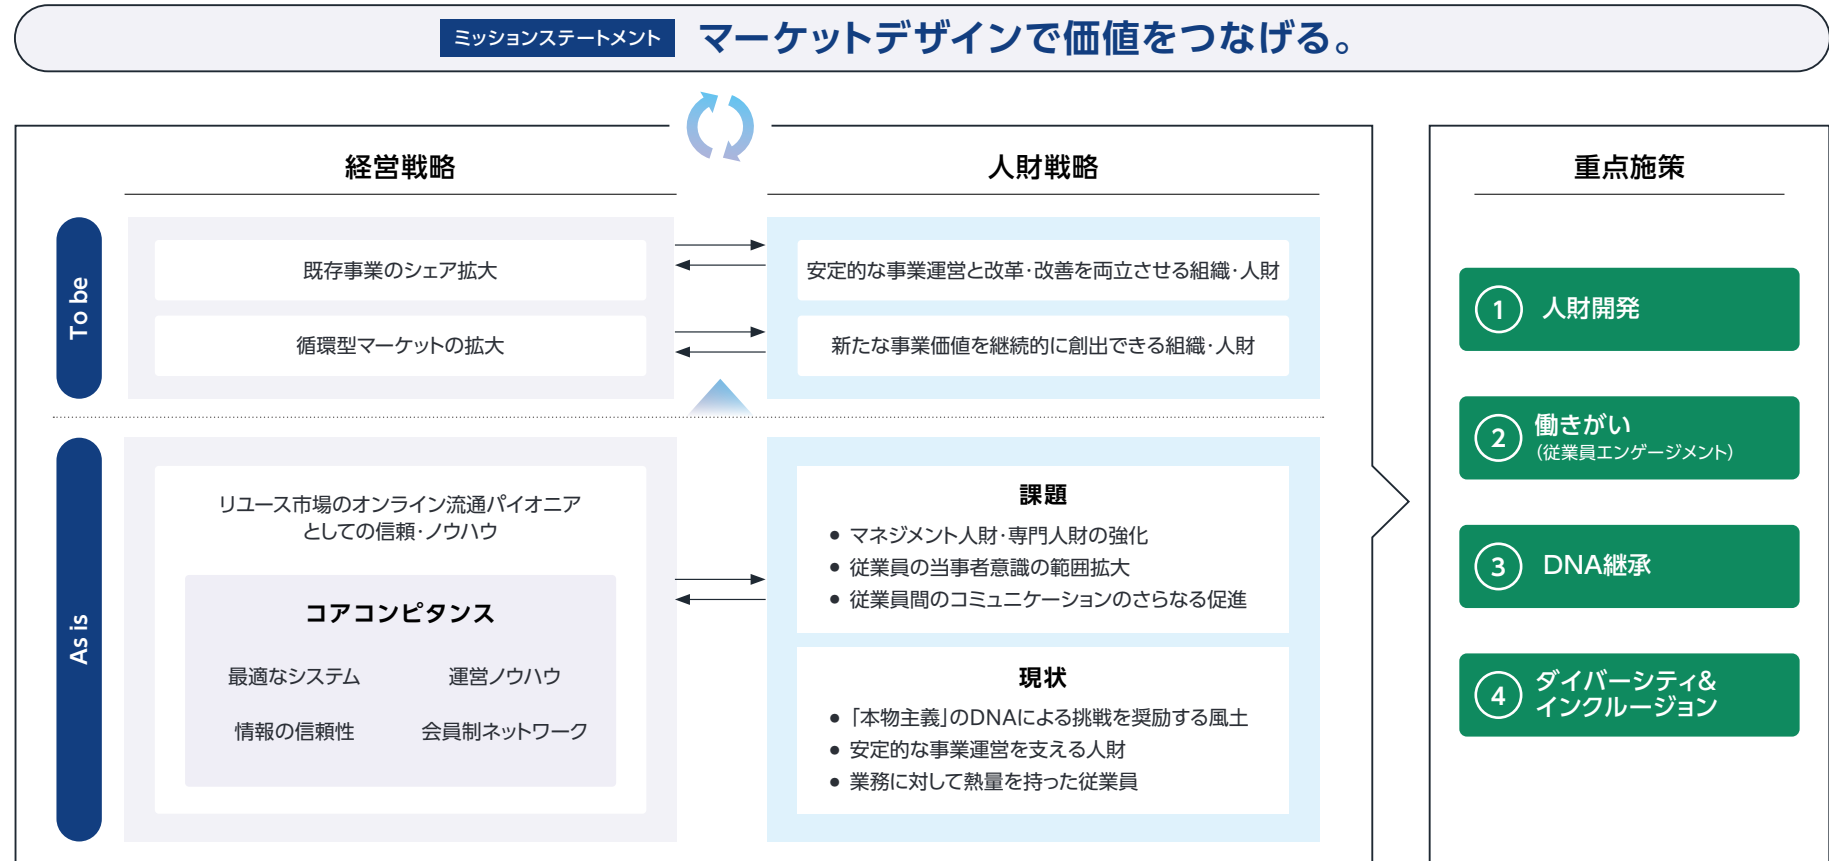 ミッションステートメント マーケットデザインで価値をつなげる。
経営戦略
人財戦略
重点施策
To be
既存事業のシェア拡大
安定的な事業運営と改革・改善を両立させる組織・人財
循環型マーケットの拡大
新たな事業価値を継続的に創出できる組織・人財
As is
リユース市場のオンライン流通パイオニア
としての信頼・ノウハウ
コアコンピタンス
最適なシステム 運営ノウハウ
情報の信頼性 会員制ネットワーク
課題
● マネジメント人財・専門人財の強化
● 従業員の当事者意識の範囲拡大
● 従業員間のコミュニケーションのさらなる促進
現状
● 「本物主義」のDNAによる挑戦を奨励する風土
● 安定的な事業運営を支える人財
● 業務に対して熱量を持った従業員
1 人財開発
2 働きがい
（従業員エンゲージメント）
3 DNA継承
4 ダイバーシティ&
インクルージョン